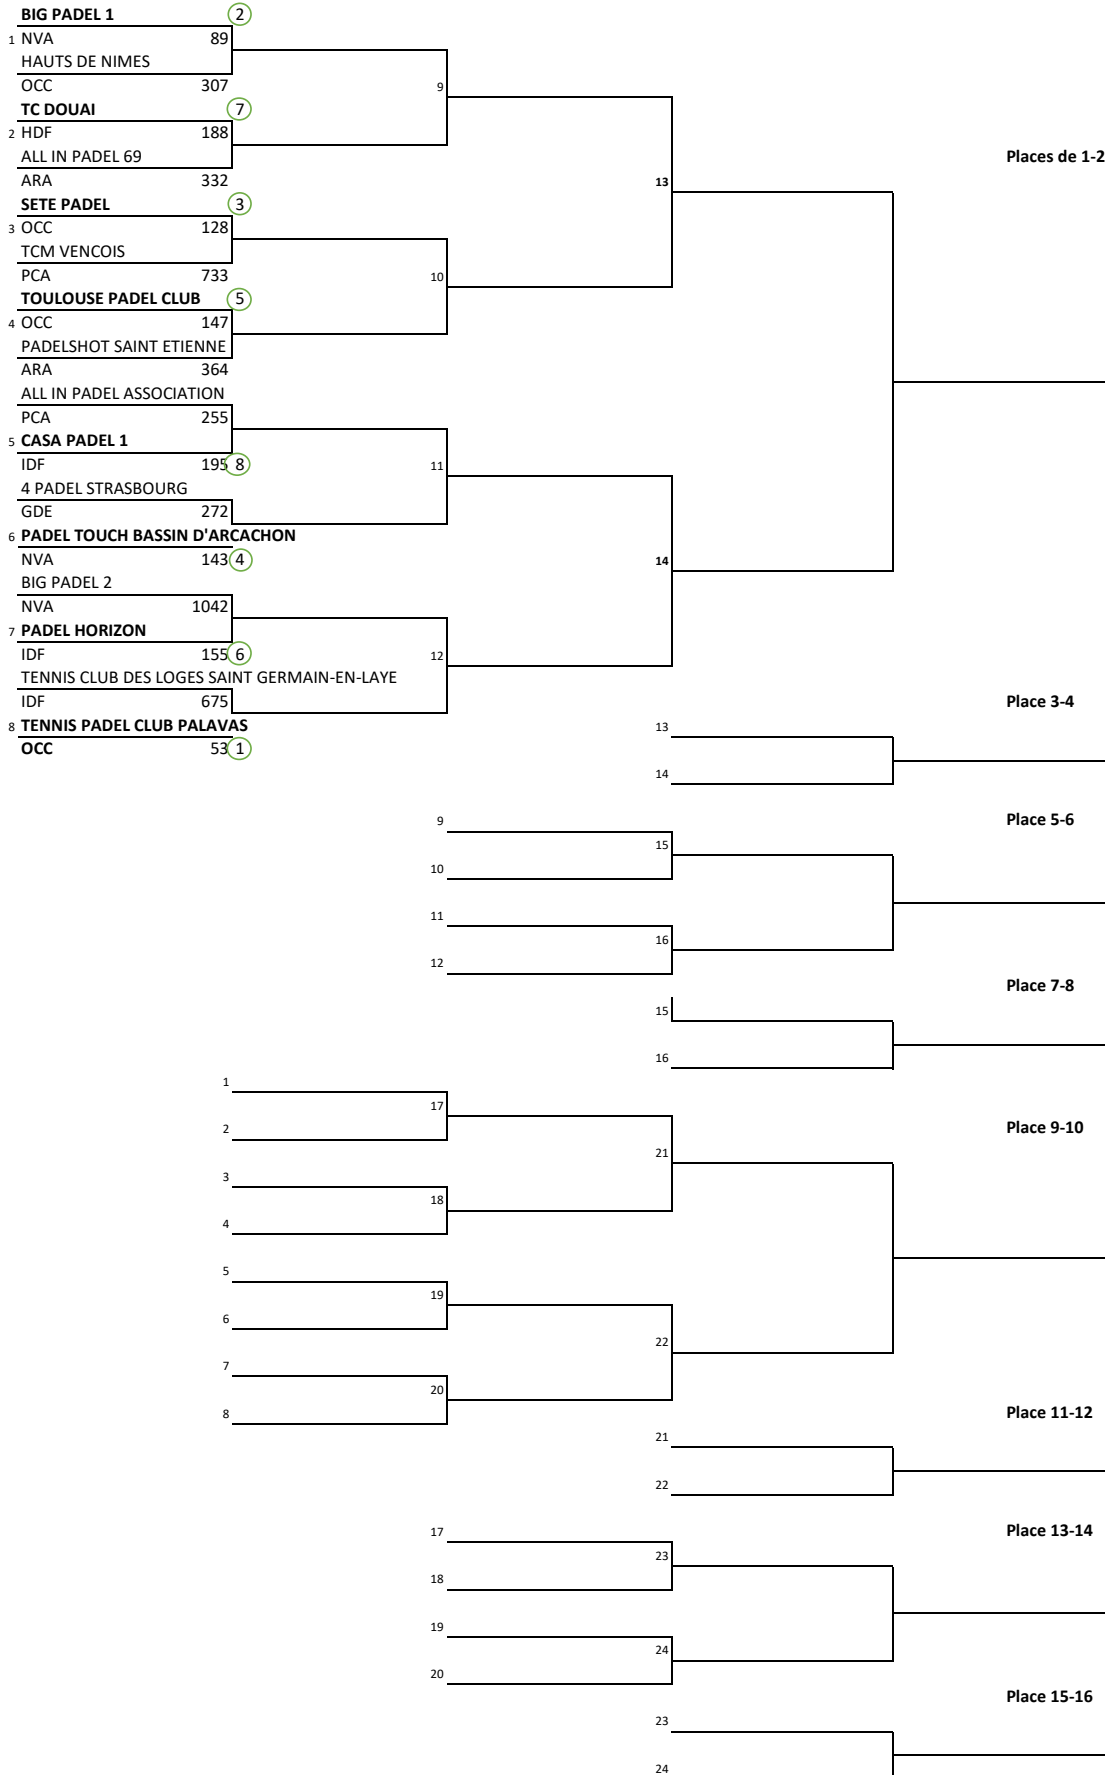 BIG PADEL 1 2
1 NVA 89
HAUTS DE NIMES
OCC 307
9
TC DOUAI 7
2 HDF 188
ALL IN PADEL 69
Places de 1-2
ARA 332
13
SETE PADEL 3
3 OCC 128
TCM VENCOIS
PCA 733
10
TOULOUSE PADEL CLUB 5
4 OCC 147
PADELSHOT SAINT ETIENNE
ARA 364
ALL IN PADEL ASSOCIATION
PCA 255
5 CASA PADEL 1
IDF 195 8
11
4 PADEL STRASBOURG
GDE 272
6 PADEL TOUCH BASSIN D'ARCACHON
NVA 143 4
14
BIG PADEL 2
NVA 1042
7 PADEL HORIZON
IDF 155 6
12
TENNIS CLUB DES LOGES SAINT GERMAIN-EN-LAYE
IDF 675
Place 3-4
8 TENNIS PADEL CLUB PALAVAS
13
OCC 53 1
14
9
Place 5-6
15
10
11
16
12
Place 7-8
15
16
1
17
2
Place 9-10
21
3
18
4
5
19
6
22
7
20
8
Place 11-12
21
22
17
Place 13-14
23
18
19
24
20
Place 15-16
23
24